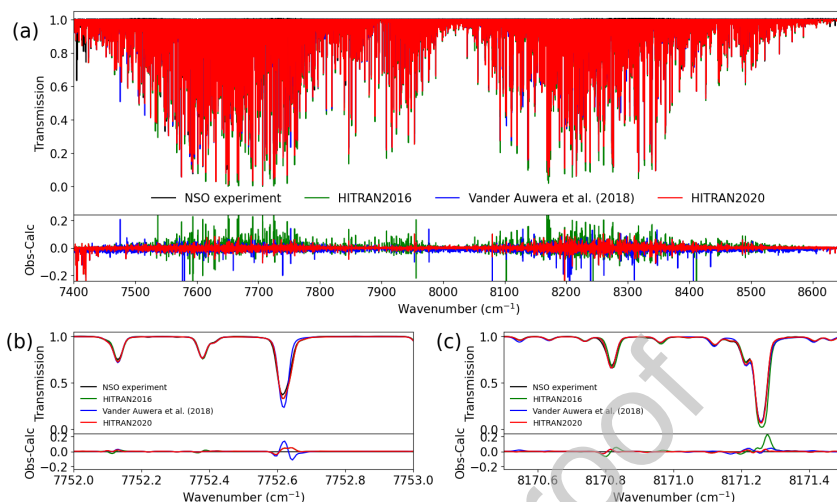 (a)
Transmission
1.0
0.8
0.6
0.4
0.2
0.0
NSO experiment HITRAN2016 Vander Auwera et al. (2018) HITRAN2020
Obs-Calc
0.2
0.0
−0.2
7400 7500 7600 7700 7800 7900 8000 8100 8200 8300 8400 8500 8600
Wavenumber (cm⁻¹)
(b)
Transmission
1.0
0.5
0.0
NSO experiment
HITRAN2016
Vander Auwera et al. (2018)
HITRAN2020
Obs-Calc
0.2
0.0
−0.2
7752.0 7752.2 7752.4 7752.6 7752.8 7753.0
Wavenumber (cm⁻¹)
(c)
Transmission
1.0
0.5
0.0
NSO experiment
HITRAN2016
Vander Auwera et al. (2018)
HITRAN2020
Obs-Calc
0.2
0.0
−0.2
8170.6 8170.8 8171.0 8171.2 8171.4
Wavenumber (cm⁻¹)
roof